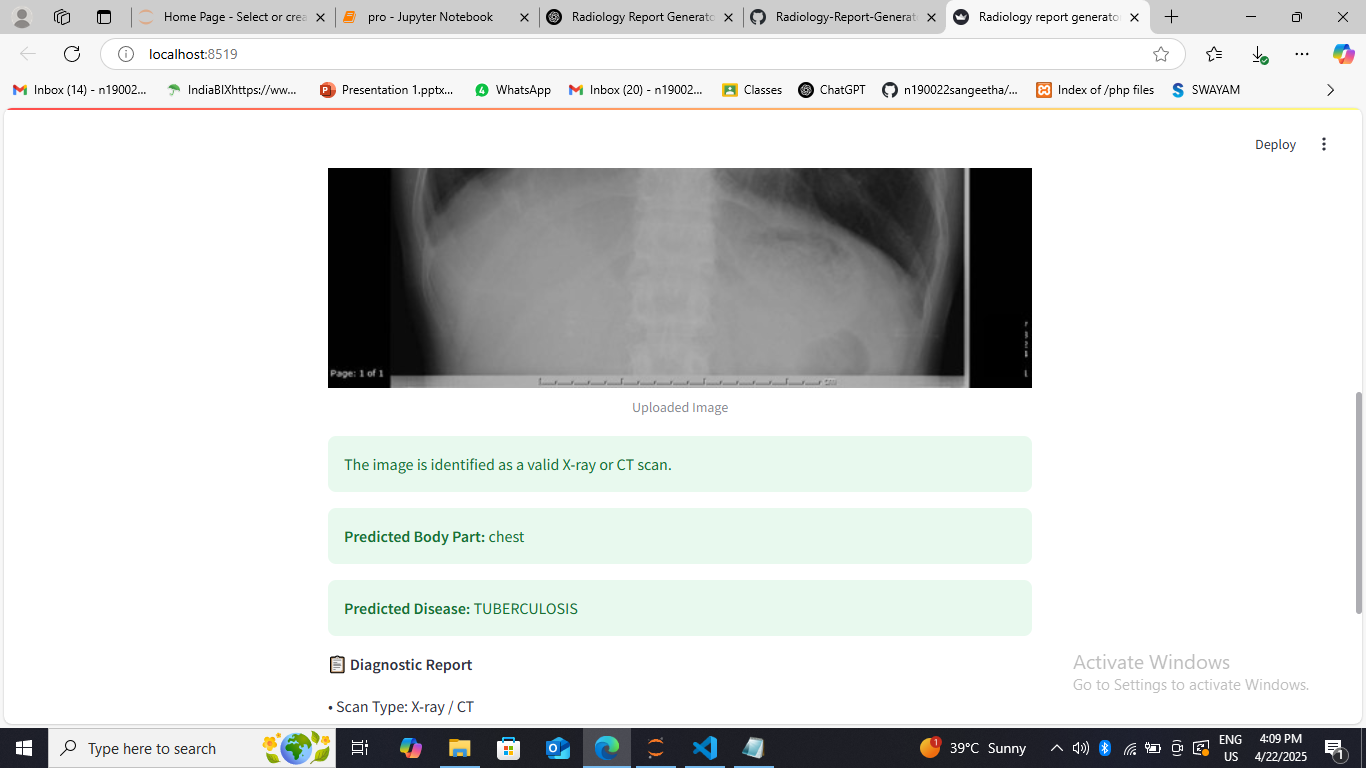 Home Page - Select or crea
pro - Jupyter Notebook
Radiology Report Generato
Radiology-Report-Generat
Radiology report generator
localhost:8519
Inbox (14) - n19002...
IndiaBIXhttps://ww...
Presentation 1.pptx...
WhatsApp
Inbox (20) - n19002...
Classes
ChatGPT
n190022sangeetha/...
Index of /php files
SWAYAM
Deploy
Page: 1 of 1
cm
Uploaded Image
The image is identified as a valid X-ray or CT scan.
Predicted Body Part: chest
Predicted Disease: TUBERCULOSIS
Diagnostic Report
• Scan Type: X-ray / CT
Activate Windows
Go to Settings to activate Windows.
Type here to search
39°C Sunny
ENG
US
4:09 PM
4/22/2025
1